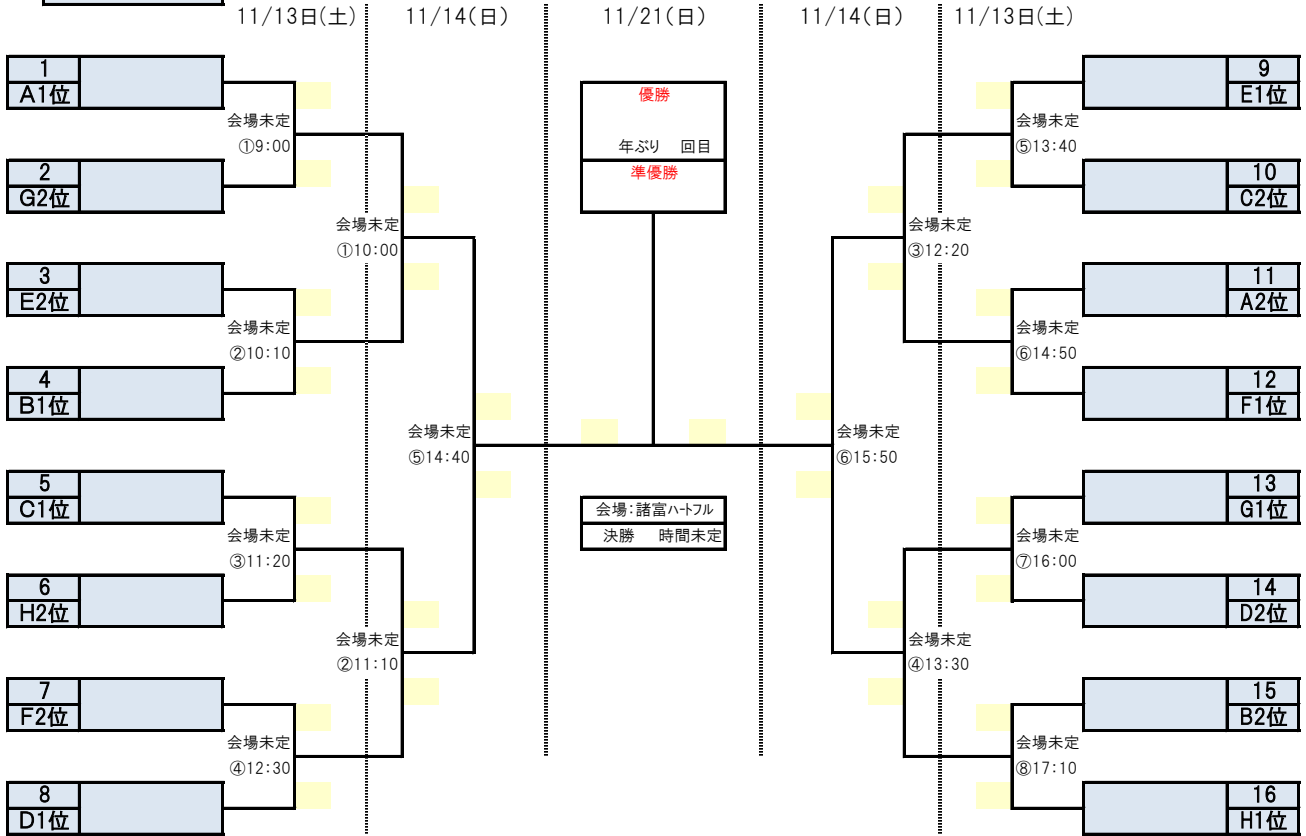 11/13日(土)
11/14(日)
11/21(日)
11/14(日)
11/13日(土)
1
A1位
会場未定
①9:00
2
G2位
会場未定
①10:00
3
E2位
会場未定
②10:10
4
B1位
会場未定
⑤14:40
5
C1位
会場未定
③11:20
6
H2位
会場未定
②11:10
7
F2位
会場未定
④12:30
8
D1位
優勝
年ぶり 回目
準優勝
会場:諸富ハートフル
決勝 時間未定
9
E1位
会場未定
⑤13:40
10
C2位
会場未定
③12:20
11
A2位
会場未定
⑥14:50
12
F1位
会場未定
⑥15:50
13
G1位
会場未定
⑦16:00
14
D2位
会場未定
④13:30
15
B2位
会場未定
⑧17:10
16
H1位